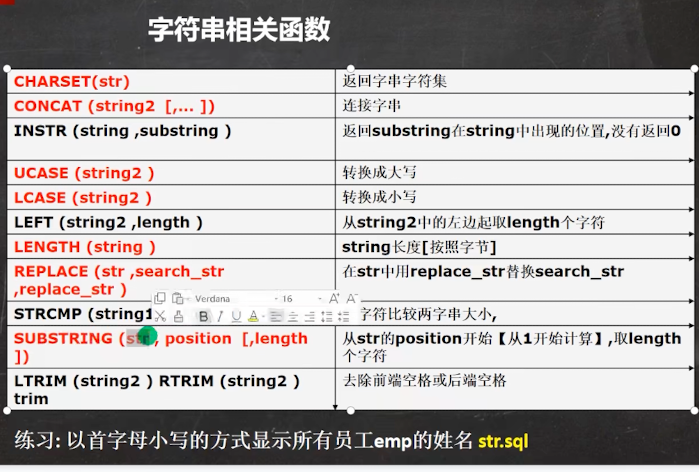 字符串相关函数
CHARSET(str)
返回字串字符集
CONCAT (string2 [,... ])
连接字串
INSTR (string ,substring )
返回substring在string中出现的位置,没有返回0
UCASE (string2 )
转换成大写
LCASE (string2 )
转换成小写
LEFT (string2 ,length )
从string2中的左边起取length个字符
LENGTH (string )
string长度[按照字节]
REPLACE (str ,search_str
,replace_str )
在str中用replace_str替换search_str
Verdana
16
B I U A
STRCMP (string1
字符比较两字串大小,
SUBSTRING (str , position [,length
])
从str的position开始【从1开始计算】,取length
个字符
LTRIM (string2 ) RTRIM (string2 )
trim
去除前端空格或后端空格
练习: 以首字母小写的方式显示所有员工emp的姓名 str.sql